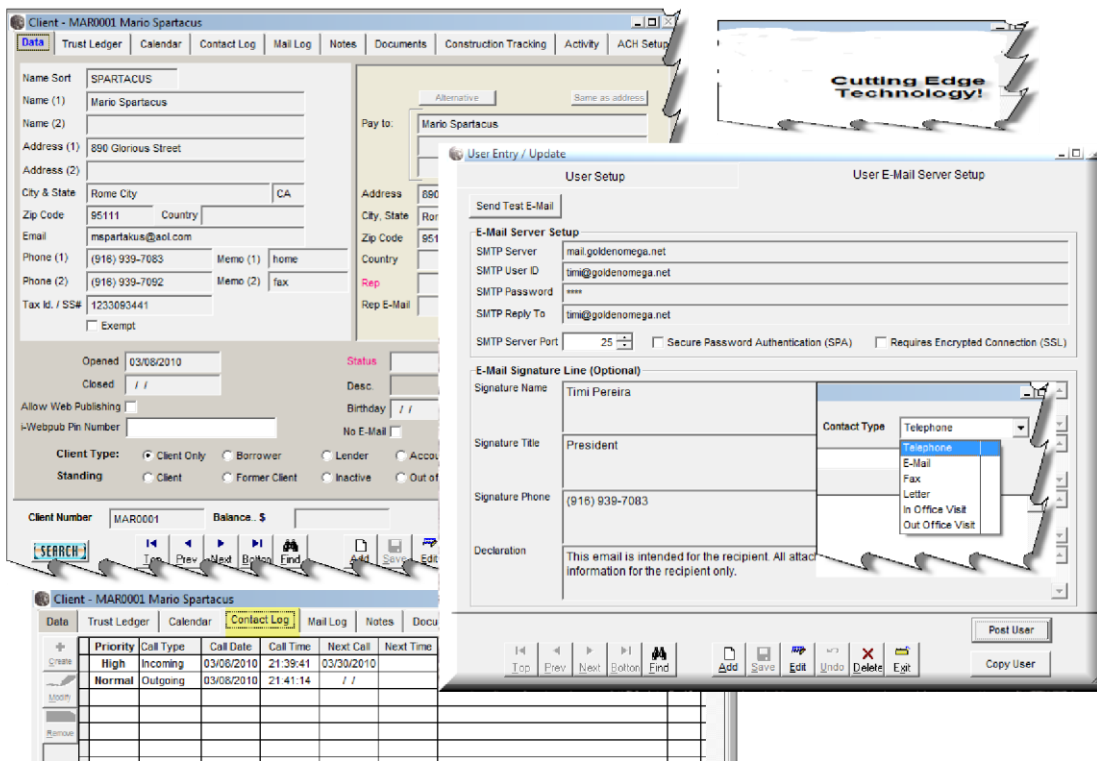 Client - MAR0001 Mario Spartacus
Data Trust Ledger Calendar Contact Log Mail Log Notes Documents Construction Tracking Activity ACH Setup
Name Sort SPARTACUS
Name (1) Mario Spartacus
Name (2)
Address (1) 890 Glorious Street
Address (2)
City & State Rome City CA
Zip Code 95111 Country
Email mspartakus@aol.com
Phone (1) (916) 939-7083 Memo (1) home
Phone (2) (916) 939-7092 Memo (2) fax
Tax Id. / SS# 1233093441
Exempt
Alternative Same as address
Pay to: Mario Spartacus
Address 890
City, State Ror
Zip Code 951
Country
Rep
Rep E-Mail
Opened 03/08/2010
Closed / /
Allow Web Publishing
i-Webpub Pin Number
Status
Desc.
Birthday / /
No E-Mail
Client Type: Client Only Borrower Lender Accou
Standing Client Former Client Inactive Out of
Client Number MAR0001 Balance.. $
SEARCH Top Prev Next Botton Find Add Save Edit
Cutting Edge
Technology!
User Entry / Update
User Setup User E-Mail Server Setup
Send Test E-Mail
E-Mail Server Setup
SMTP Server mail.goldenomega.net
SMTP User ID timi@goldenomega.net
SMTP Password ****
SMTP Reply To timi@goldenomega.net
SMTP Server Port 25 Secure Password Authentication (SPA) Requires Encrypted Connection (SSL)
E-Mail Signature Line (Optional)
Signature Name Timi Pereira
Signature Title President
Signature Phone (916) 939-7083
Declaration This email is intended for the recipient. All attac
information for the recipient only.
Contact Type Telephone
Telephone
E-Mail
Fax
Letter
In Office Visit
Out Office Visit
Post User
Copy User
Top Prev Next Botton Find Add Save Edit Undo Delete Exit
Client - MAR0001 Mario Spartacus
Data Trust Ledger Calendar Contact Log Mail Log Notes Docu
Create Modify Remove
Priority Call Type Call Date Call Time Next Call Next Time
High Incoming 03/08/2010 21:39:41 03/30/2010
Normal Outgoing 03/08/2010 21:41:14 / /